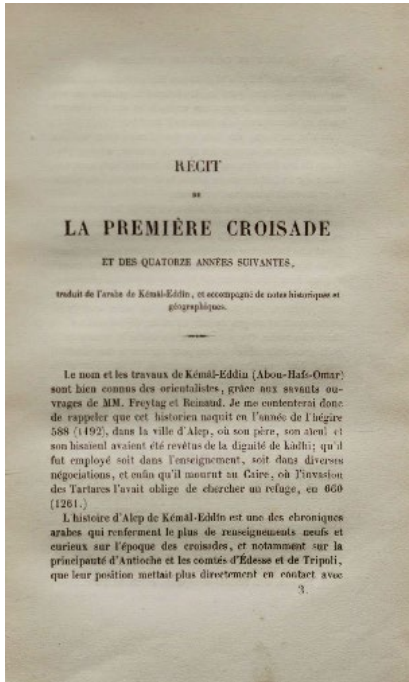 RÉCIT
DE
LA PREMIÈRE CROISADE
ET DES QUATORZE ANNÉES SUIVANTES,
traduit de l'arabe de Kémâl-Eddin, et accompagné de notes historiques et
géographiques.
Le nom et les travaux de Kémâl-Eddin (Abou-Hafs-Omar)
sont bien connus des orientalistes, grâce aux savants ou-
vrages de MM. Freytag et Reinaud. Je me contenterai donc
de rappeler que cet historien naquit en l'année de l'hégire
588 (1192), dans la ville d'Alep, où son père, son aïeul et
son bisaïeul avaient été revêtus de la dignité de kâdhi; qu'il
fut employé soit dans l'enseignement, soit dans diverses
négociations, et enfin qu'il mourut au Caire, où l'invasion
des Tartares l'avait obligé de chercher un refuge, en 660
(1261.)
L'histoire d'Alep de Kémâl-Eddin est une des chroniques
arabes qui renferment le plus de renseignements neufs et
curieux sur l'époque des croisades, et notamment sur la
principauté d'Antioche et les comtés d'Édesse et de Tripoli,
que leur position mettait plus directement en contact avec
3.